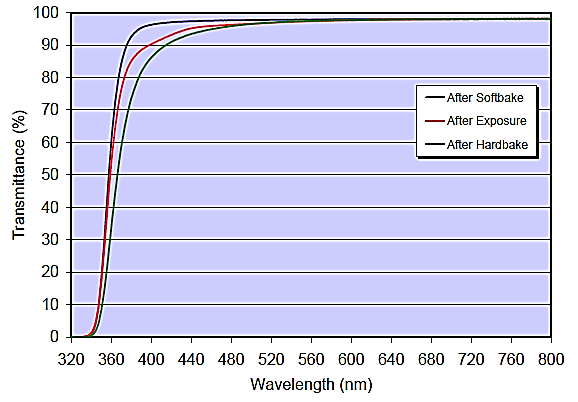 Transmittance (%)
100
90
80
70
60
50
40
30
20
10
0
After Softbake
After Exposure
After Hardbake
320 360 400 440 480 520 560 600 640 680 720 760 800
Wavelength (nm)